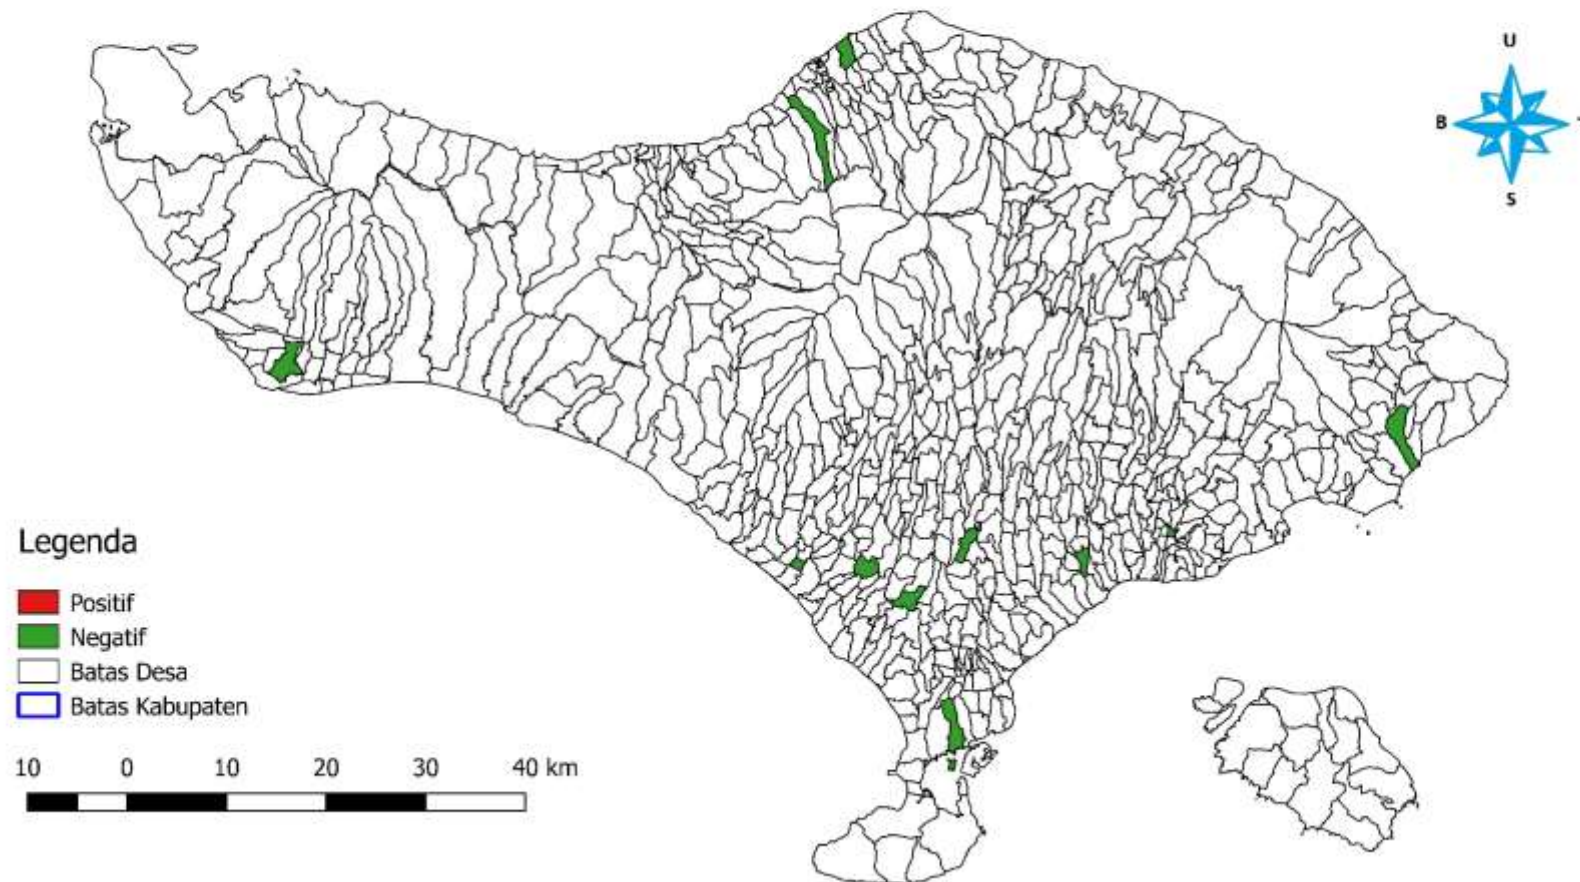 U
B
T
S
Legenda
Positif
Negatif
Batas Desa
Batas Kabupaten
10 0 10 20 30 40 km